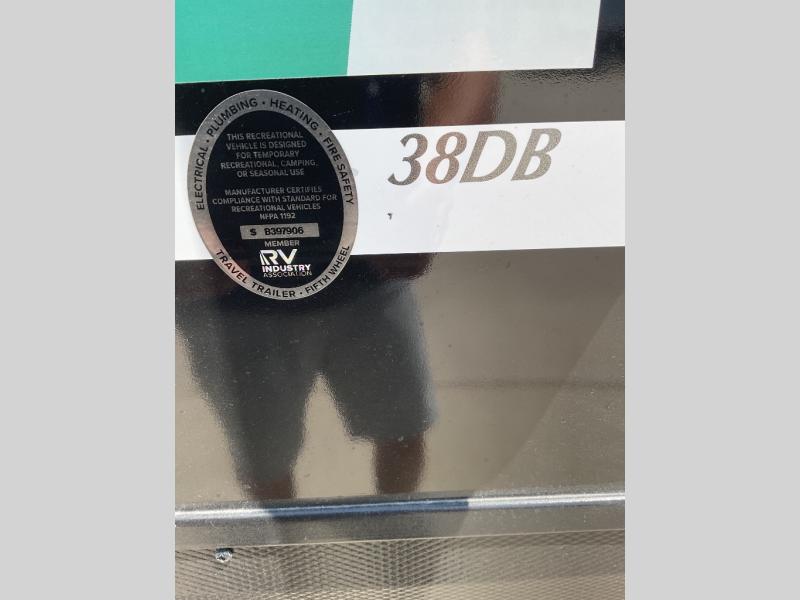 ELECTRICAL · PLUMBING · HEATING · FIRE SAFETY
THIS RECREATIONAL
VEHICLE IS DESIGNED
FOR TEMPORARY
RECREATIONAL, CAMPING,
OR SEASONAL USE
MANUFACTURER CERTIFIES
COMPLIANCE WITH STANDARD FOR
RECREATIONAL VEHICLES
NFPA 1192
S B397906
MEMBER
RV
INDUSTRY
ASSOCIATION
TRAVEL TRAILER · FIFTH WHEEL
38DB